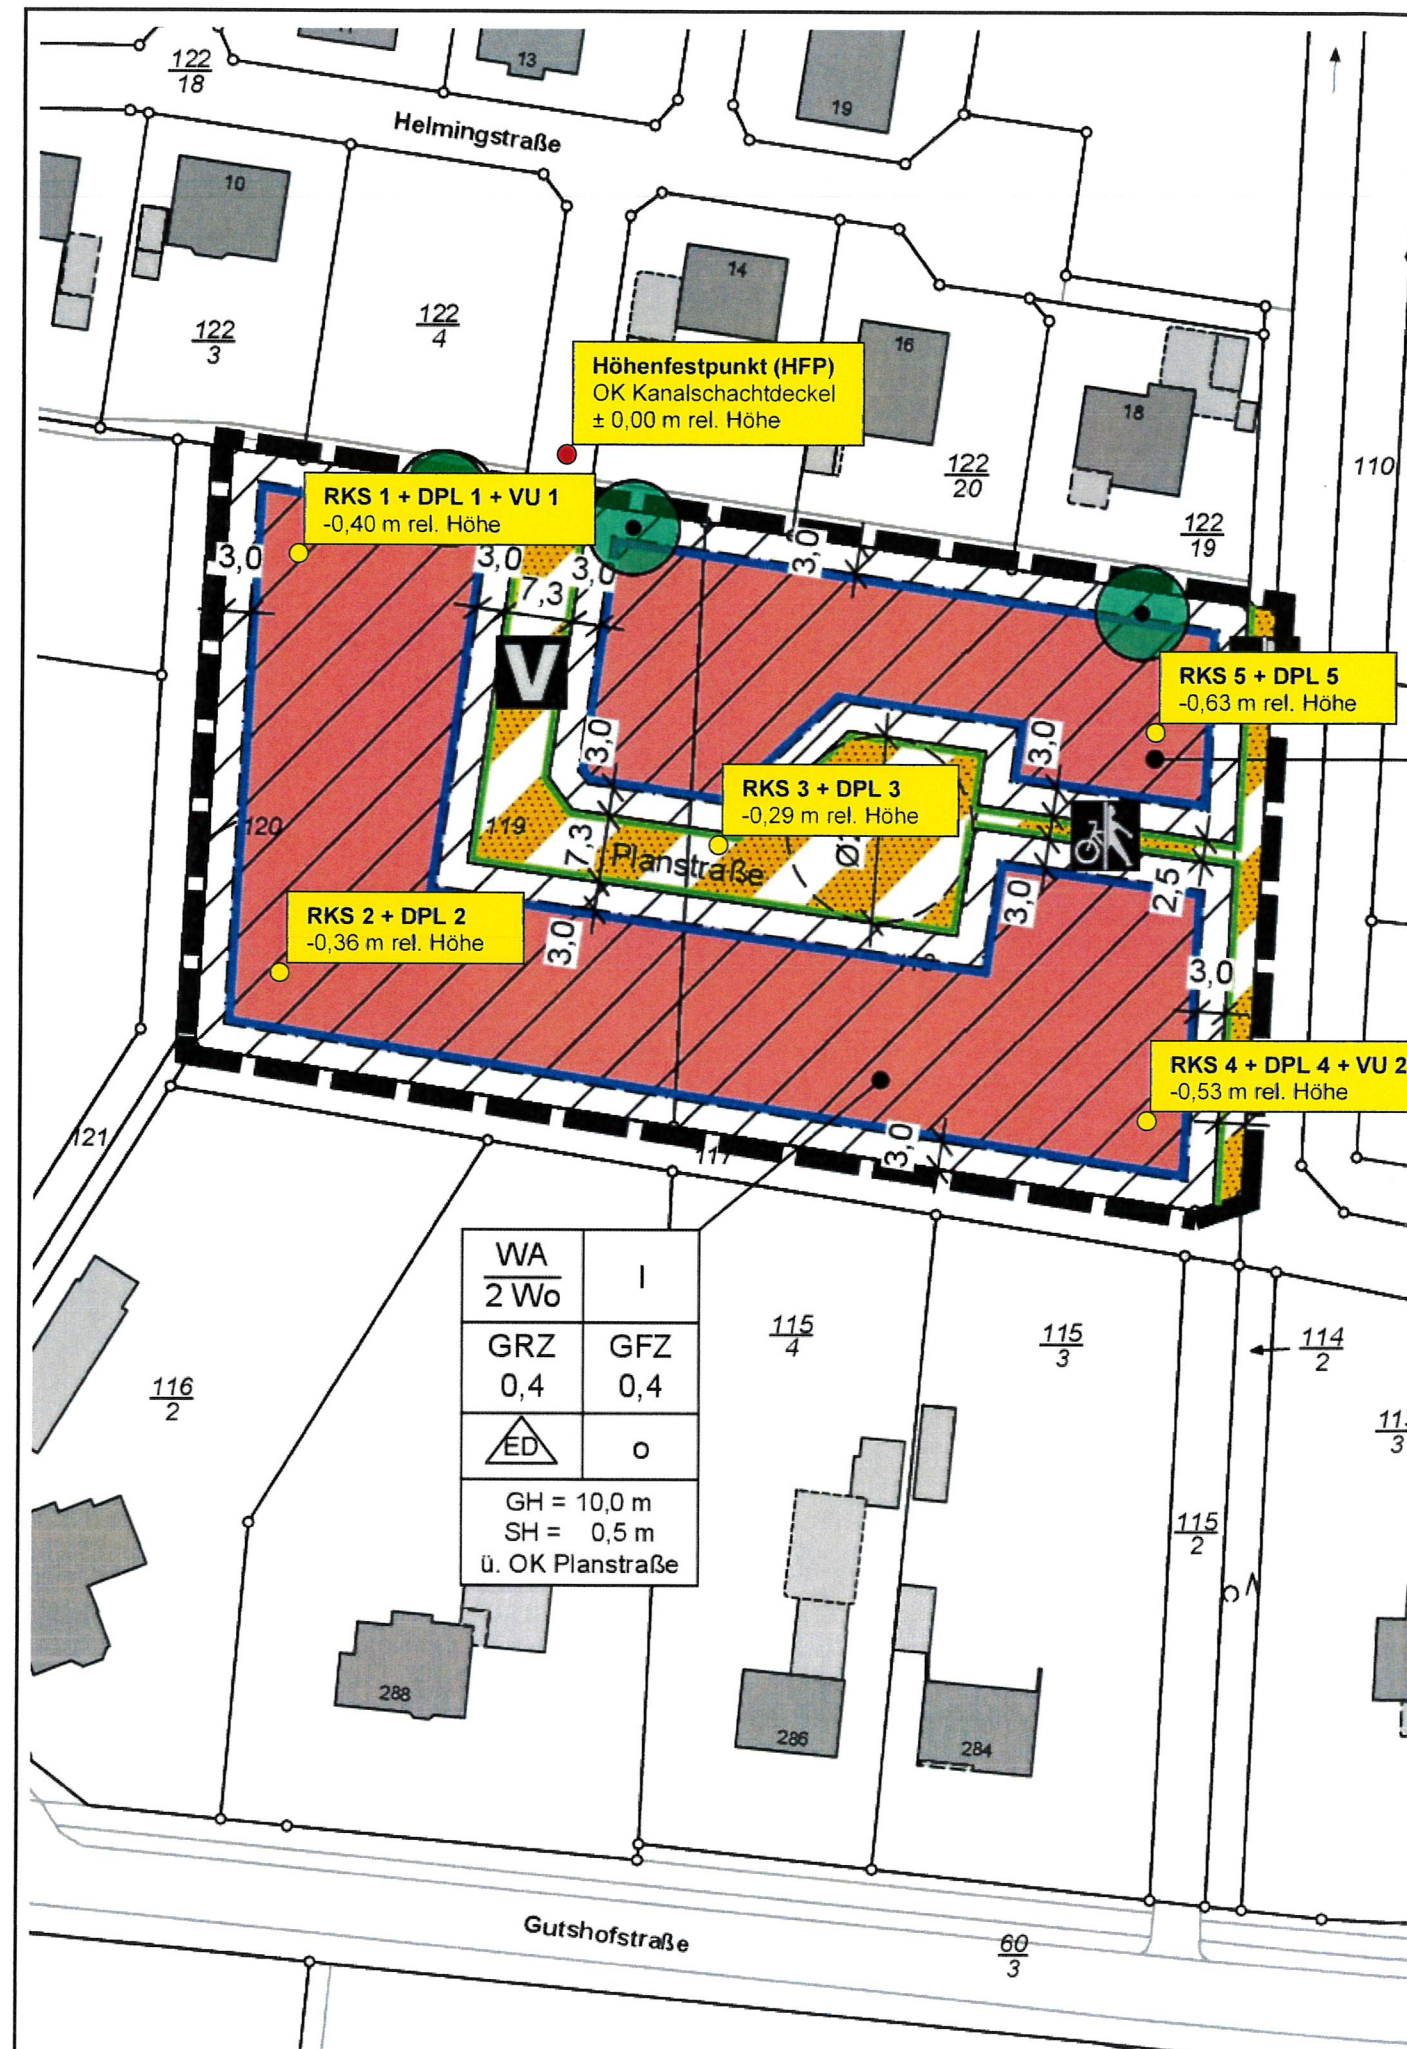 11
13
122
18
19
Helmingstraße
10
14
122
3
122
4
16
Höhenfestpunkt (HFP)
OK Kanalschachtdeckel
± 0,00 m rel. Höhe
18
110
122
20
RKS 1 + DPL 1 + VU 1
-0,40 m rel. Höhe
122
19
3,0
3,0
3,0
3,0
7,3
V
RKS 5 + DPL 5
-0,63 m rel. Höhe
3,0
3,0
RKS 3 + DPL 3
-0,29 m rel. Höhe
120
119
7,3
Planstraße
3,0
2,5
RKS 2 + DPL 2
-0,36 m rel. Höhe
3,0
3,0
RKS 4 + DPL 4 + VU 2
-0,53 m rel. Höhe
121
117
3,0
WA
2 Wo
I
GRZ
0,4
GFZ
0,4
ED
o
GH = 10,0 m
SH = 0,5 m
ü. OK Planstraße
115
4
115
3
114
2
116
2
115
2
288
286
284
Gutshofstraße
60
3